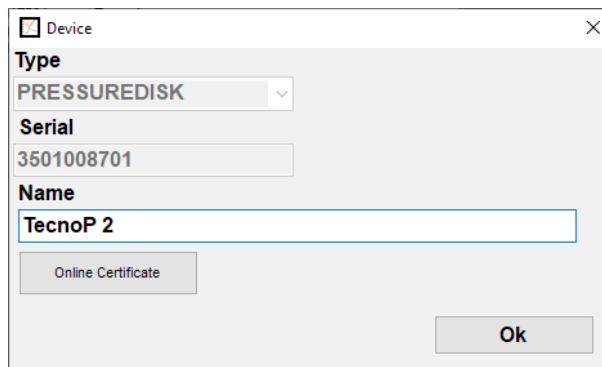 Device
Type
PRESSUREDISK
Serial
3501008701
Name
TecnoP 2
Online Certificate
Ok